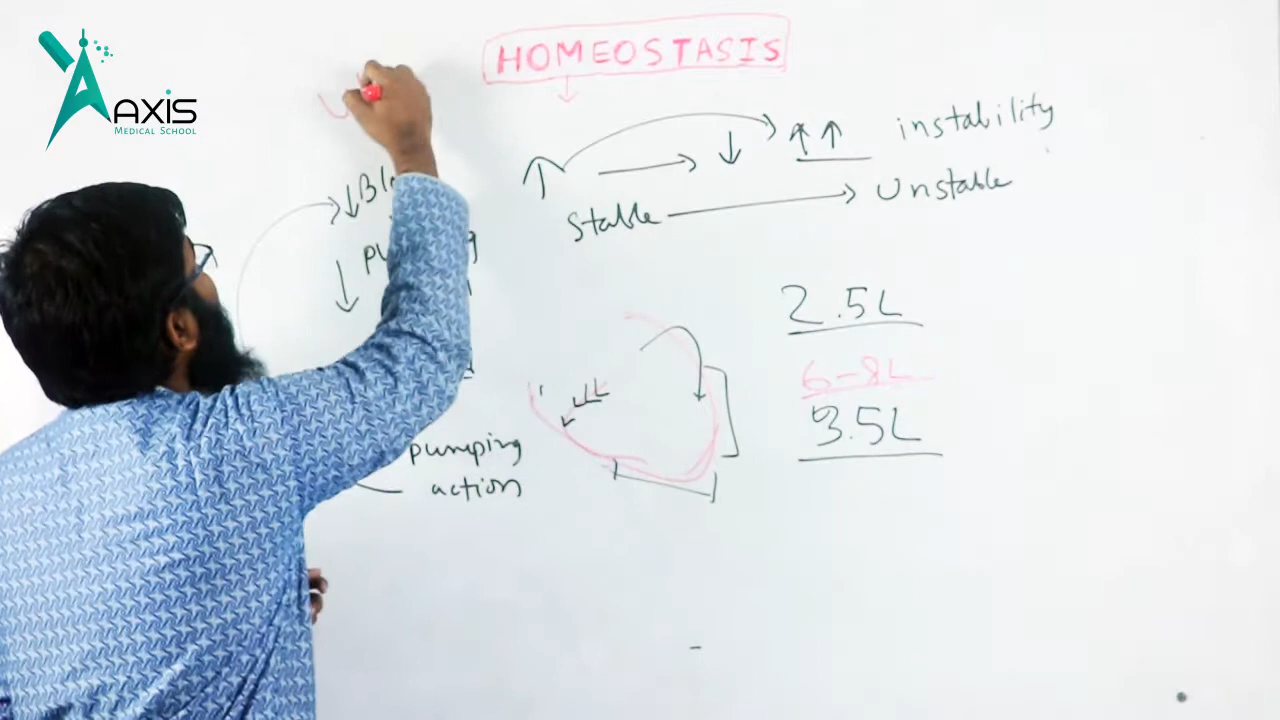 AXIS
MEDICAL SCHOOL
HOMEOSTASIS
instability
Stable
Unstable
2.5L
6-8L
3.5L
pumping
action